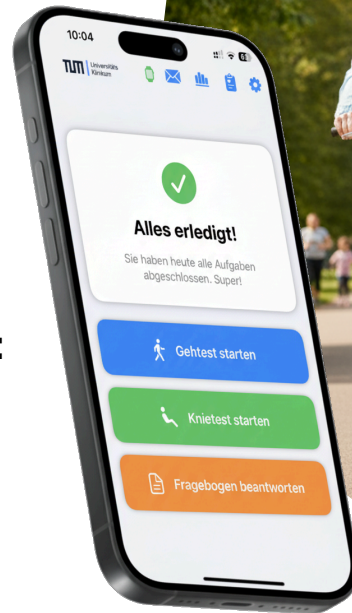 10:04
TUM Universitäts
Klinikum
Alles erledigt!
Sie haben heute alle Aufgaben
abgeschlossen. Super!
Gehtest starten
Knietest starten
Fragebogen beantworten
: